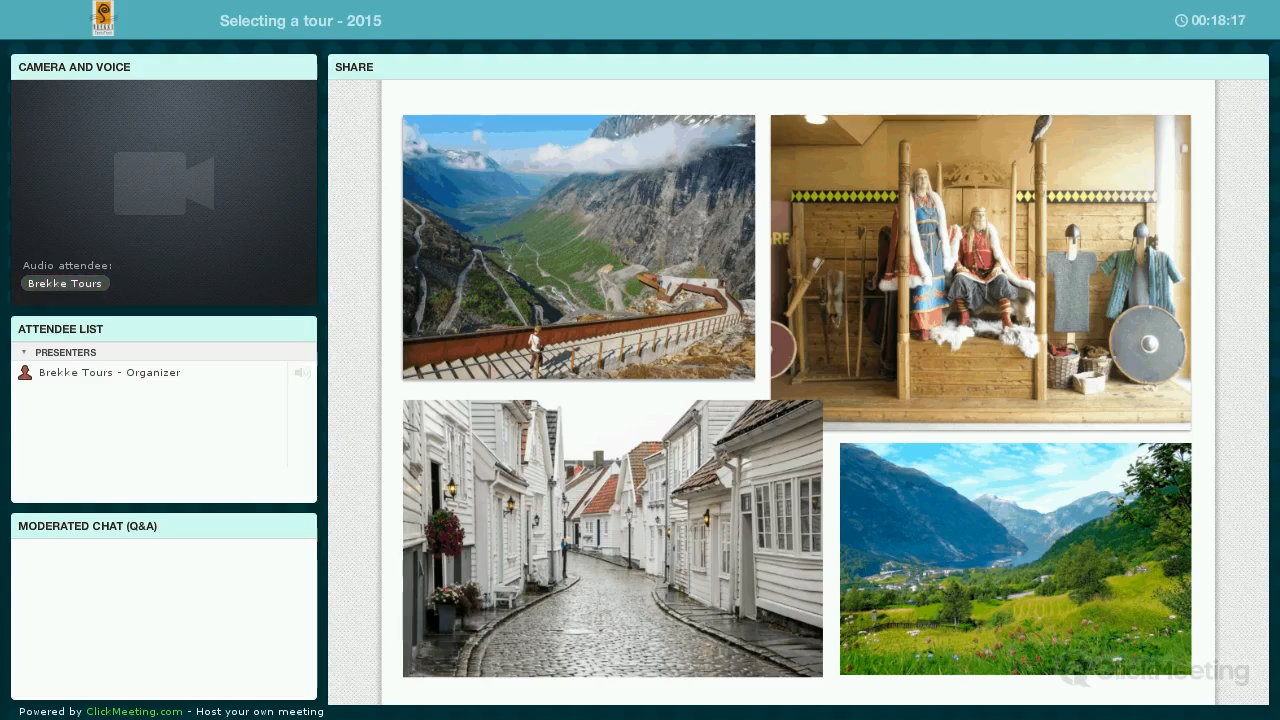 Selecting a tour - 2015
00:18:17
CAMERA AND VOICE
Audio attendee:
Brekke Tours
ATTENDEE LIST
PRESENTERS
Brekke Tours - Organizer
MODERATED CHAT (Q&A)
SHARE
ClickMeeting
Powered by ClickMeeting.com - Host your own meeting